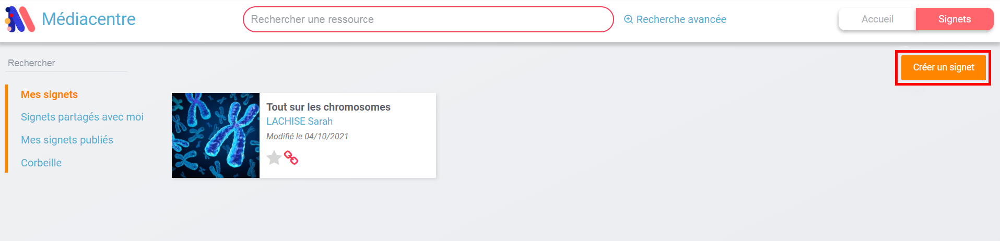 Médiacentre
Rechercher une ressource
Recherche avancée
Accueil
Signets
Rechercher
Créer un signet
Mes signets
Signets partagés avec moi
Mes signets publiés
Corbeille
Tout sur les chromosomes
LACHISE Sarah
Modifié le 04/10/2021